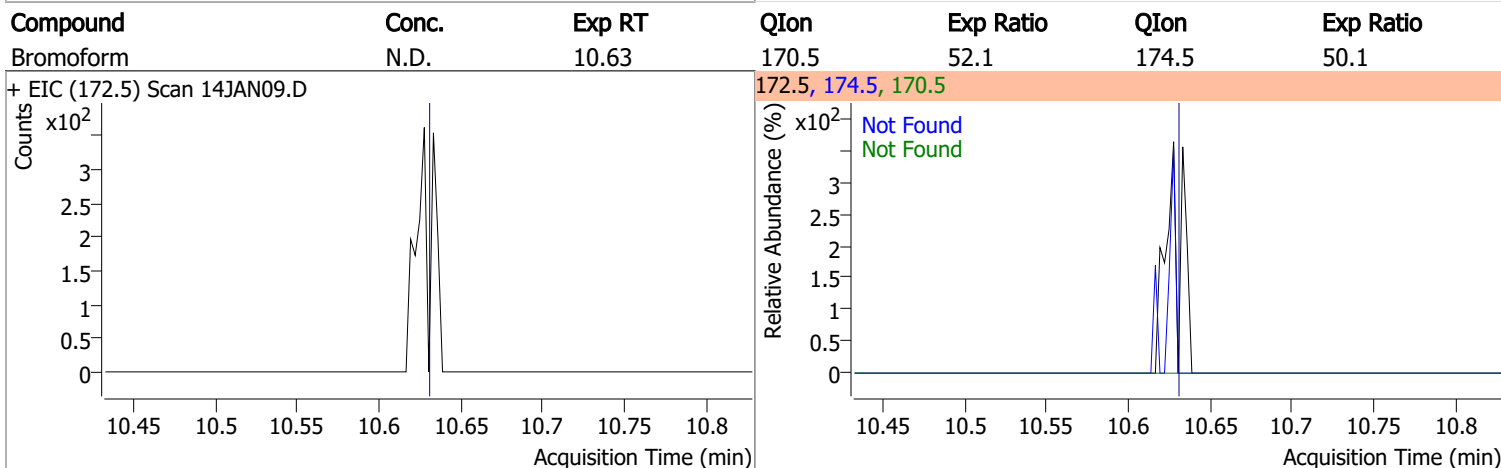 Compound Conc. Exp RT QIon Exp Ratio QIon Exp Ratio
Bromoform N.D. 10.63 170.5 52.1 174.5 50.1
+ EIC (172.5) Scan 14JAN09.D
Counts
x10²
3
2.5
2
1.5
1
0.5
0
10.45 10.5 10.55 10.6 10.65 10.7 10.75 10.8
Acquisition Time (min)
172.5, 174.5, 170.5
Relative Abundance (%)
x10²
Not Found
Not Found
3
2.5
2
1.5
1
0.5
0
10.45 10.5 10.55 10.6 10.65 10.7 10.75 10.8
Acquisition Time (min)